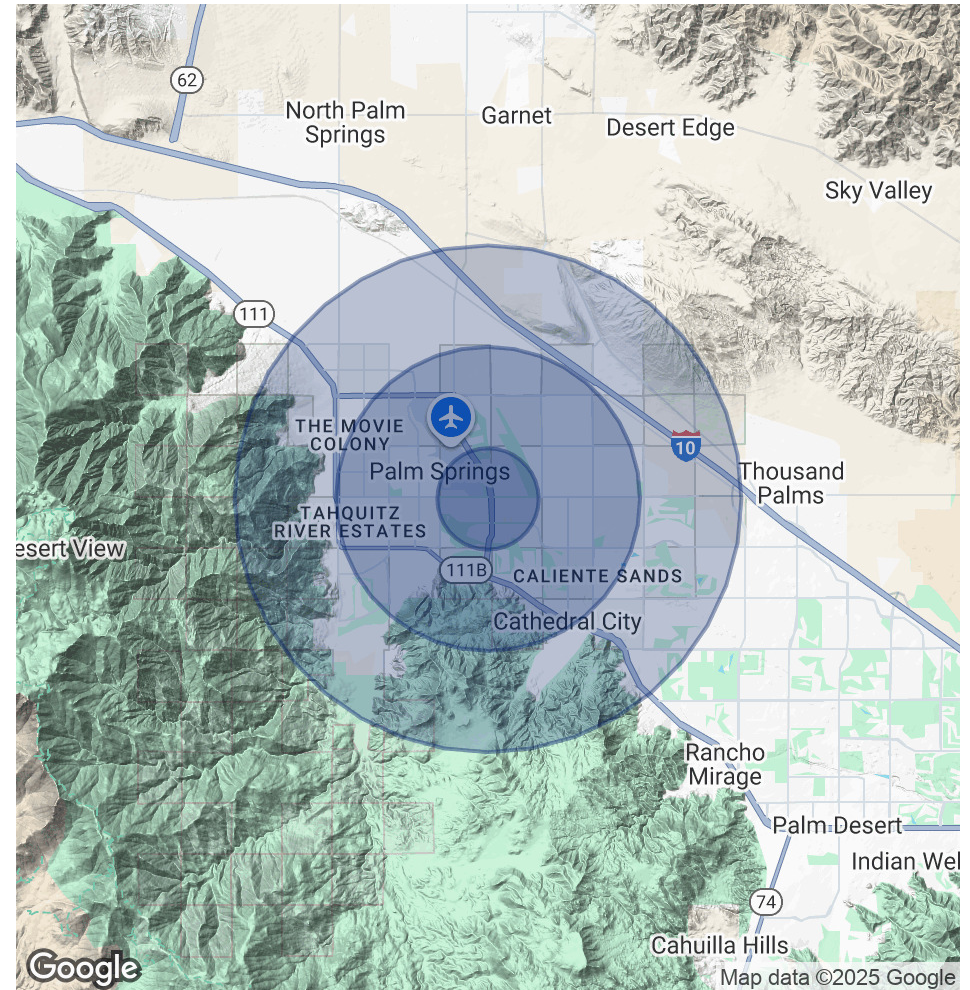 62
North Palm
Springs
Garnet
Desert Edge
Sky Valley
111
THE MOVIE
COLONY
10
Palm Springs
Thousand
Palms
TAHQUITZ
RIVER ESTATES
esert View
111B
CALIENTE SANDS
Cathedral City
Rancho
Mirage
Palm Desert
Indian Wel
74
Cahuilla Hills
Google
Map data ©2025 Google